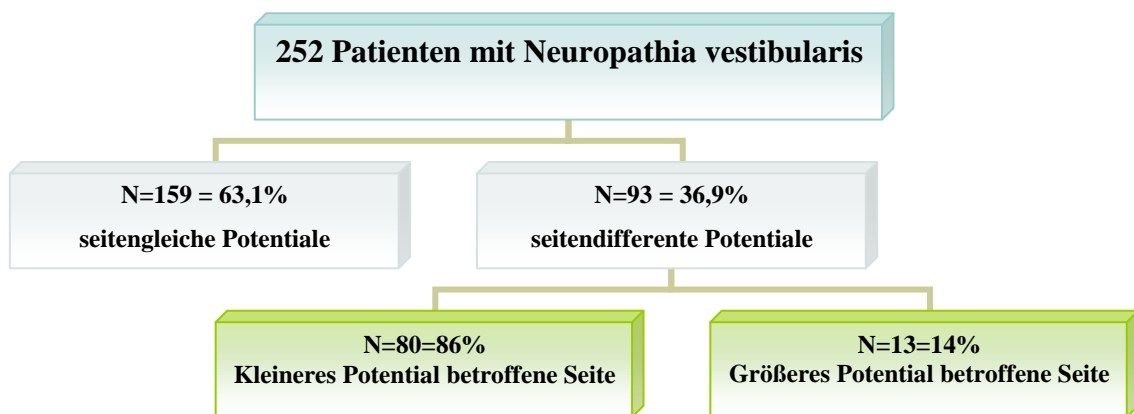 252 Patienten mit Neuropathia vestibularis
N=159 = 63,1%
seitengleiche Potentiale
N=93 = 36,9%
seitendifferente Potentiale
N=80=86%
Kleineres Potential betroffene Seite
N=13=14%
Größeres Potential betroffene Seite